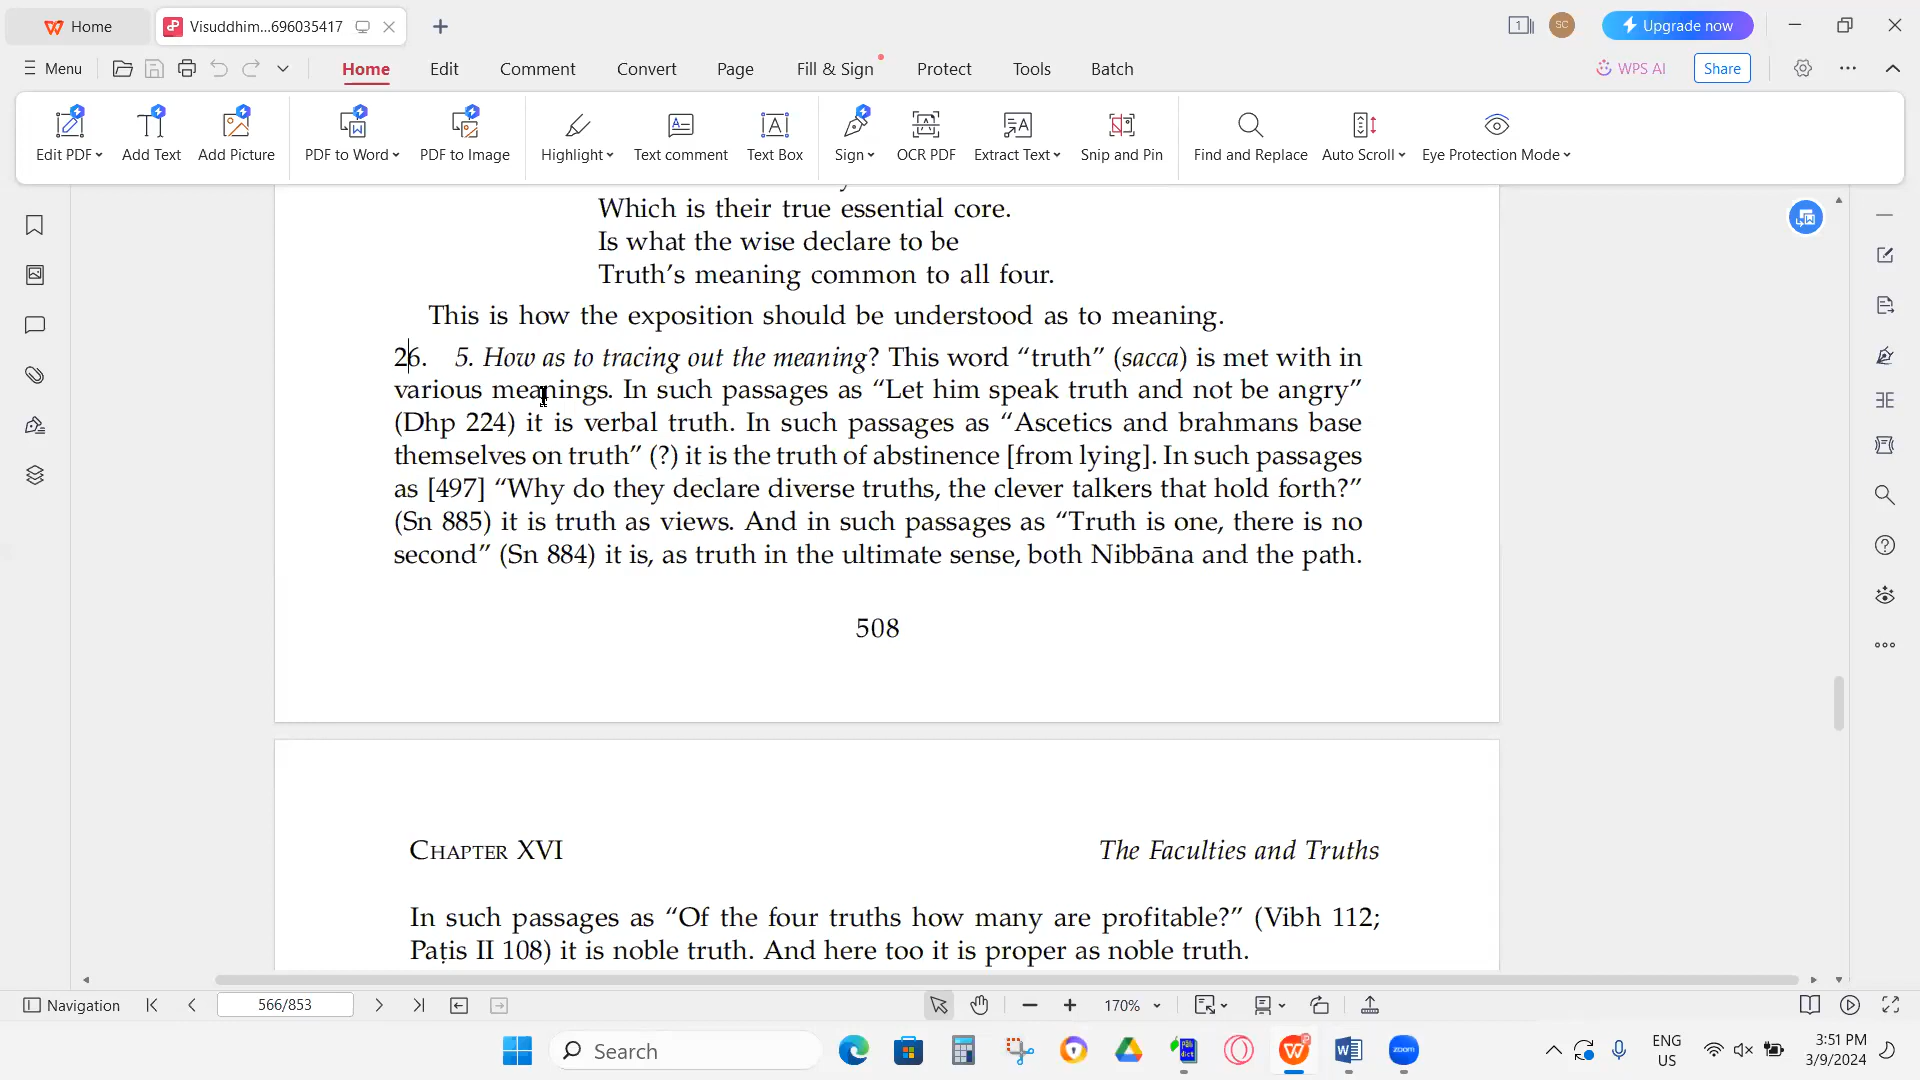 Home
Visuddhim...696035417
1
SC
Upgrade now
Menu
Home
Edit
Comment
Convert
Page
Fill & Sign
Protect
Tools
Batch
WPS AI
Share
Edit PDF
Add Text
Add Picture
PDF to Word
PDF to Image
Highlight
Text comment
Text Box
Sign
OCR PDF
Extract Text
Snip and Pin
Find and Replace
Auto Scroll
Eye Protection Mode
Which is their true essential core.
Is what the wise declare to be
Truth’s meaning common to all four.
This is how the exposition should be understood as to meaning.
26. 5. How as to tracing out the meaning? This word “truth” (sacca) is met with in
various meanings. In such passages as “Let him speak truth and not be angry”
(Dhp 224) it is verbal truth. In such passages as “Ascetics and brahmans base
themselves on truth” (?) it is the truth of abstinence [from lying]. In such passages
as [497] “Why do they declare diverse truths, the clever talkers that hold forth?”
(Sn 885) it is truth as views. And in such passages as “Truth is one, there is no
second” (Sn 884) it is, as truth in the ultimate sense, both Nibbāna and the path.
508
CHAPTER XVI
The Faculties and Truths
In such passages as “Of the four truths how many are profitable?” (Vibh 112;
Paṭis II 108) it is noble truth. And here too it is proper as noble truth.
Navigation
566/853
170%
Search
Pāḷi
dict
zoom
ENG
US
3:51 PM
3/9/2024